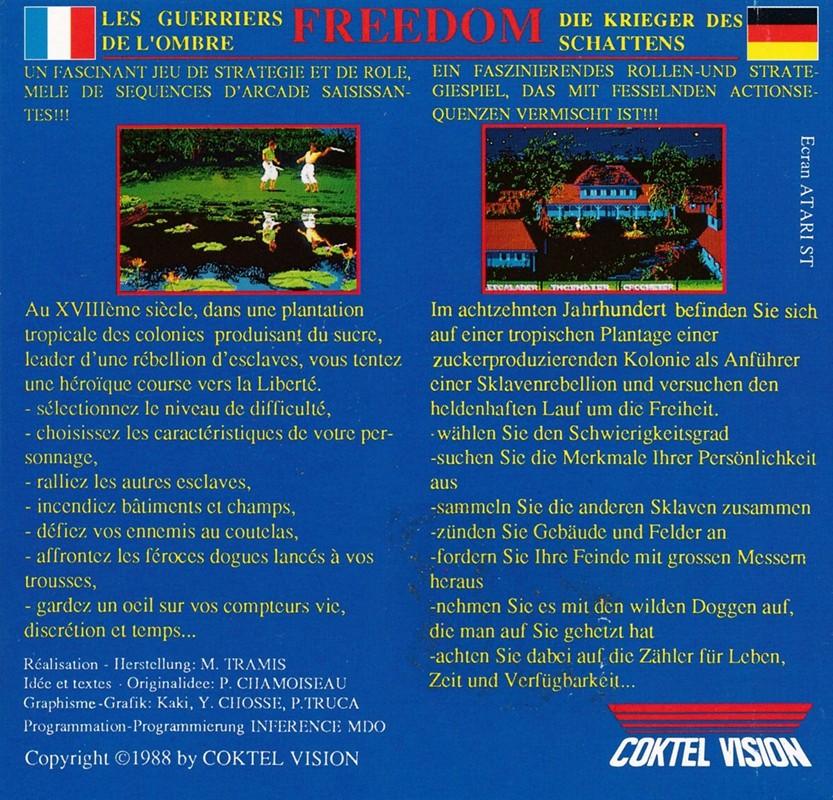 LES GUERRIERS
DE L'OMBRE
FREEDOM
DIE KRIEGER DES
SCHATTENS
UN FASCINANT JEU DE STRATEGIE ET DE ROLE,
MELE DE SEQUENCES D'ARCADE SAISISSAN-
TES!!!
Au XVIIIème siècle, dans une plantation
tropicale des colonies produisant du sucre,
leader d'une rébellion d'esclaves, vous tentez
une héroïque course vers la Liberté.
- sélectionnez le niveau de difficulté,
- choisissez les caractéristiques de votre per-
sonnage,
- ralliez les autres esclaves,
- incendiez bâtiments et champs,
- défiez vos ennemis au coutelas,
- affrontez les féroces dogues lancés à vos
trousses,
- gardez un oeil sur vos compteurs vie,
discrétion et temps...
Réalisation - Herstellung: M. TRAMIS
Idée et textes - Originalidee: P. CHAMOISEAU
Graphisme-Grafik: Kaki, Y. CHOSSE, P.TRUCA
Programmation-Programmierung INFERENCE MDO
Copyright ©1988 by COKTEL VISION
EIN FASZINIERENDES ROLLEN-UND STRATE-
GIESPIEL, DAS MIT FESSELNDEN ACTIONSE-
QUENZEN VERMISCHT IST!!!
Ecran ATARI ST
ESCALADER INCENDIER CROCHETER
Im achtzehnten Jahrhundert befinden Sie sich
auf einer tropischen Plantage einer
zuckerproduzierenden Kolonie als Anführer
einer Sklavenrebellion und versuchen den
heldenhaften Lauf um die Freiheit.
-wählen Sie den Schwierigkeitsgrad
-suchen Sie die Merkmale Ihrer Persönlichkeit
aus
-sammeln Sie die anderen Sklaven zusammen
-zünden Sie Gebäude und Felder an
-fordern Sie Ihre Feinde mit grossen Messern
heraus
-nehmen Sie es mit den wilden Doggen auf,
die man auf Sie gehetzt hat
-achten Sie dabei auf die Zähler für Leben,
Zeit und Verfügbarkeit...
COKTEL VISION